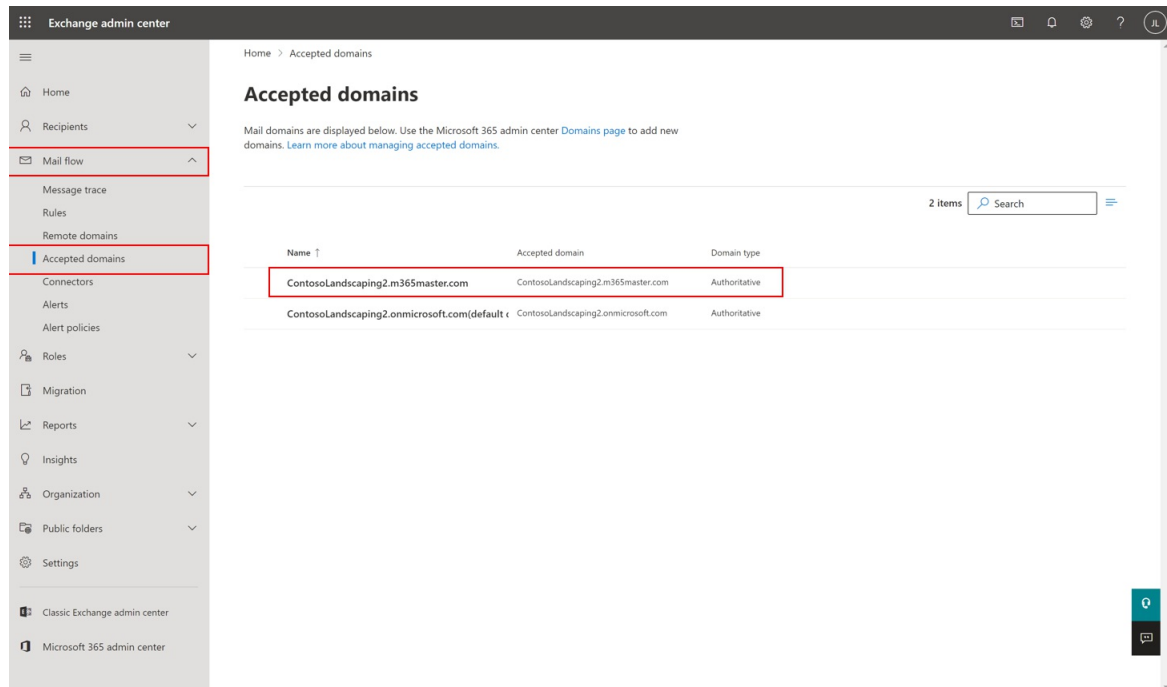 Exchange admin center
?
JL
Home > Accepted domains
Home
Recipients
Mail flow
Message trace
Rules
Remote domains
Accepted domains
Connectors
Alerts
Alert policies
Roles
Migration
Reports
Insights
Organization
Public folders
Settings
Classic Exchange admin center
Microsoft 365 admin center
Accepted domains
Mail domains are displayed below. Use the Microsoft 365 admin center Domains page to add new
domains. Learn more about managing accepted domains.
2 items Search
Name ↑ Accepted domain Domain type
ContosoLandscaping2.m365master.com ContosoLandscaping2.m365master.com Authoritative
ContosoLandscaping2.onmicrosoft.com(default ContosoLandscaping2.onmicrosoft.com Authoritative